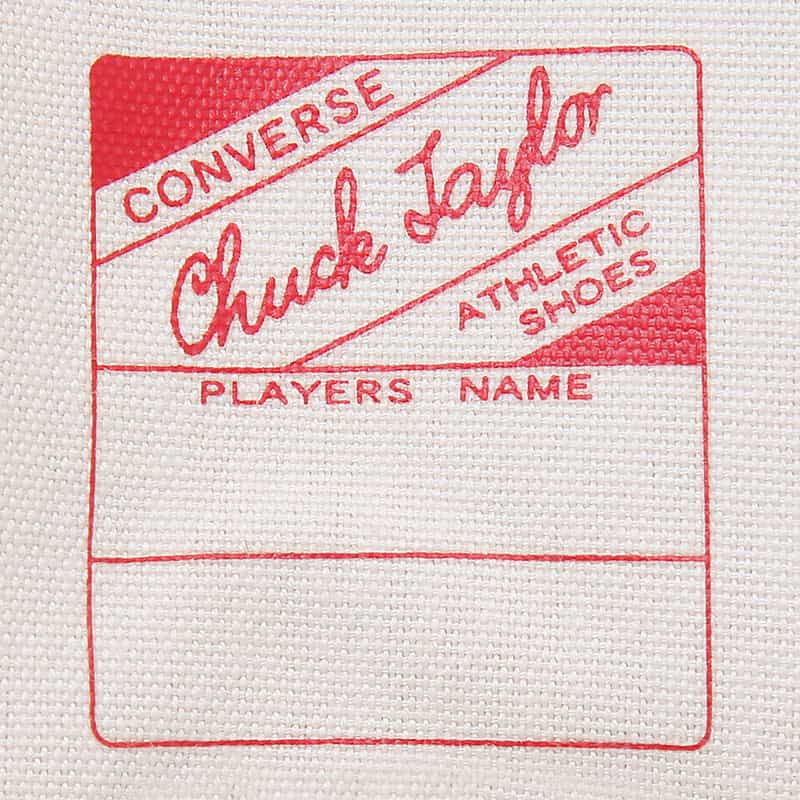 CONVERSE
Chuck Taylor
ATHLETIC
SHOES
PLAYERS NAME